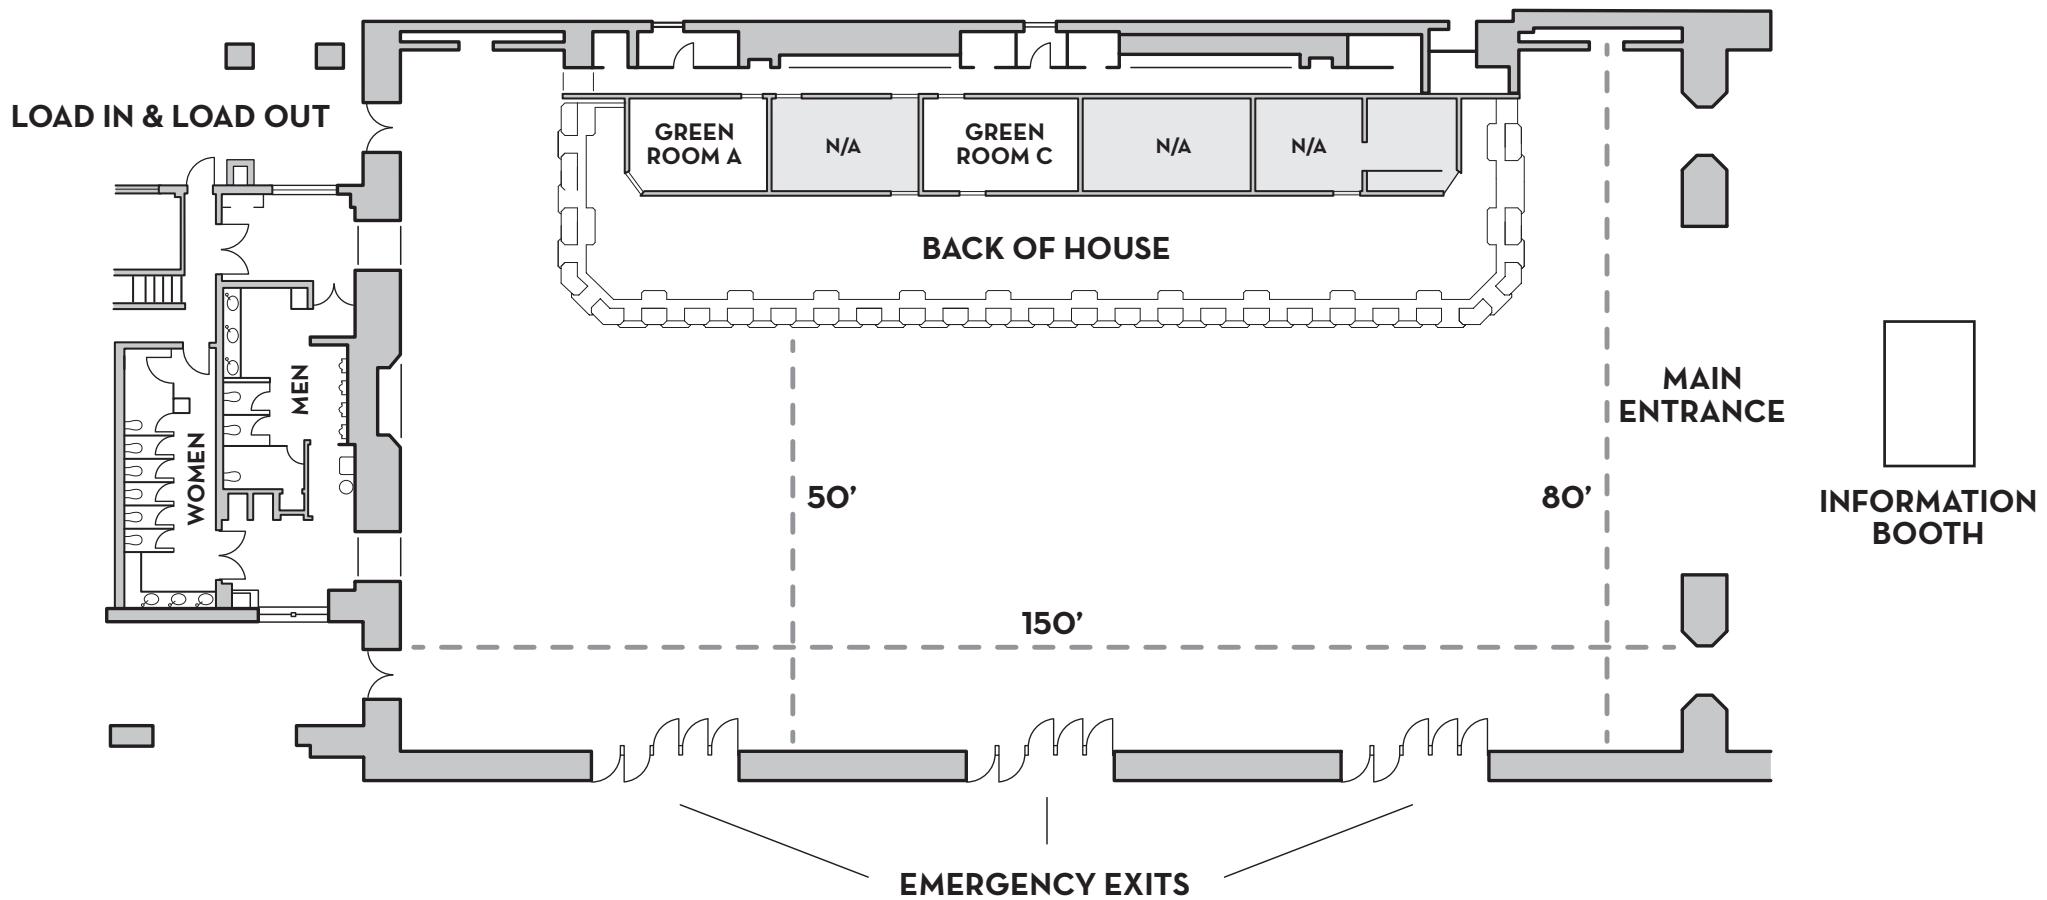 LOAD IN & LOAD OUT
GREEN
ROOM A
N/A
GREEN
ROOM C
N/A
N/A
BACK OF HOUSE
MEN
WOMEN
MAIN
ENTRANCE
50’
80’
INFORMATION
BOOTH
150’
EMERGENCY EXITS